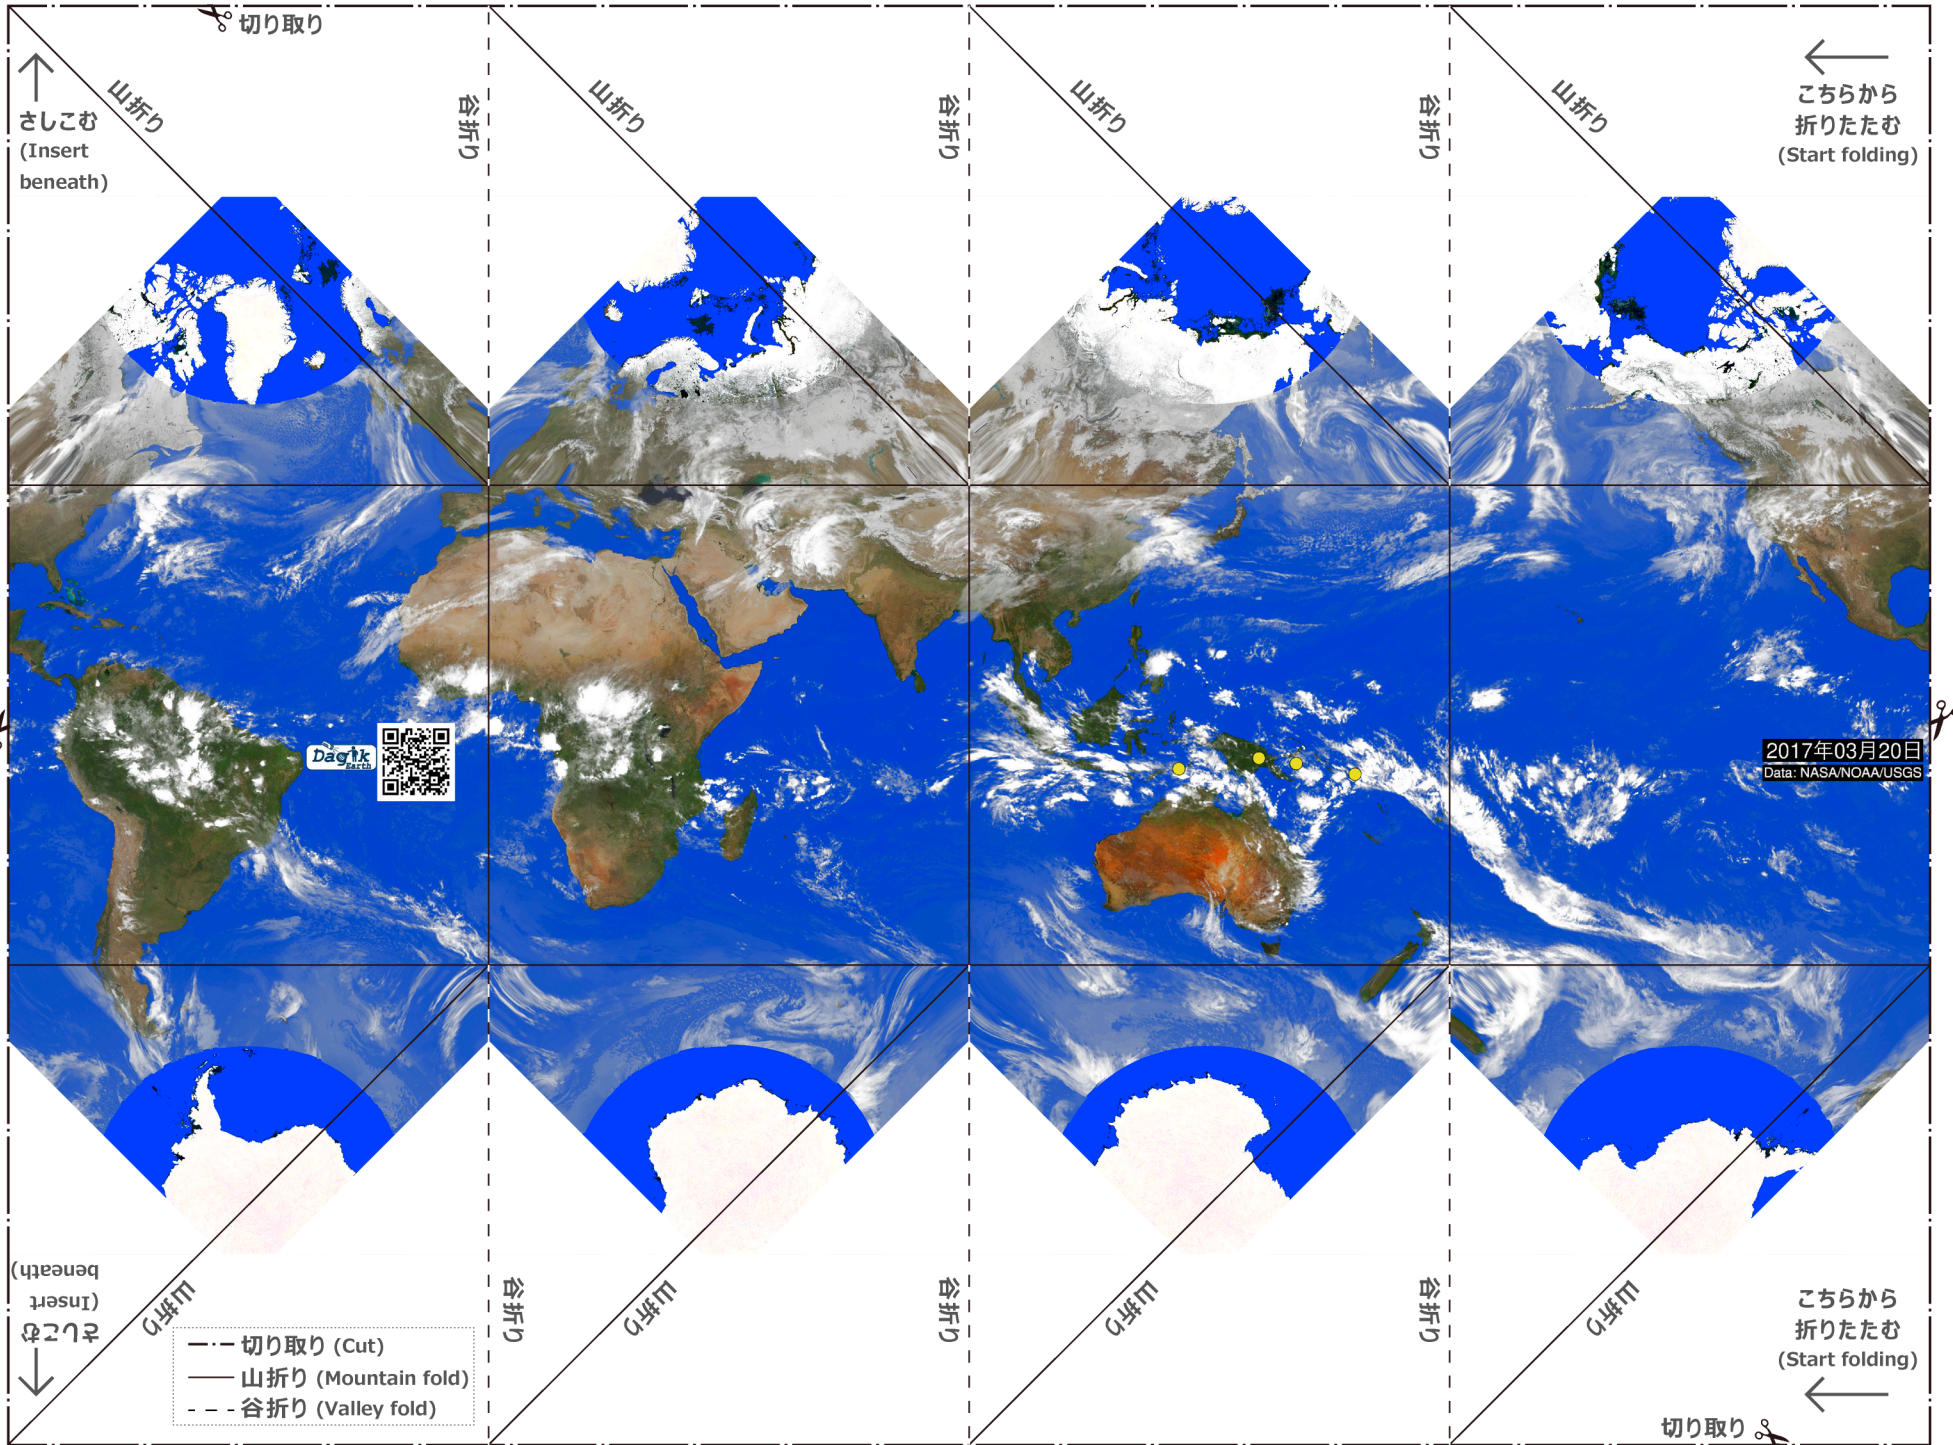 切り取り
さしこむ
(Insert
beneath)
山折り
谷折り
山折り
谷折り
山折り
谷折り
山折り
こちらから
折りたたむ
(Start folding)
Dagik
Earth
2017年03月20日
Data: NASA/NOAA/USGS
さしこむ
(Insert
beneath)
山折り
谷折り
山折り
谷折り
山折り
谷折り
山折り
こちらから
折りたたむ
(Start folding)
切り取り (Cut)
山折り (Mountain fold)
谷折り (Valley fold)
切り取り